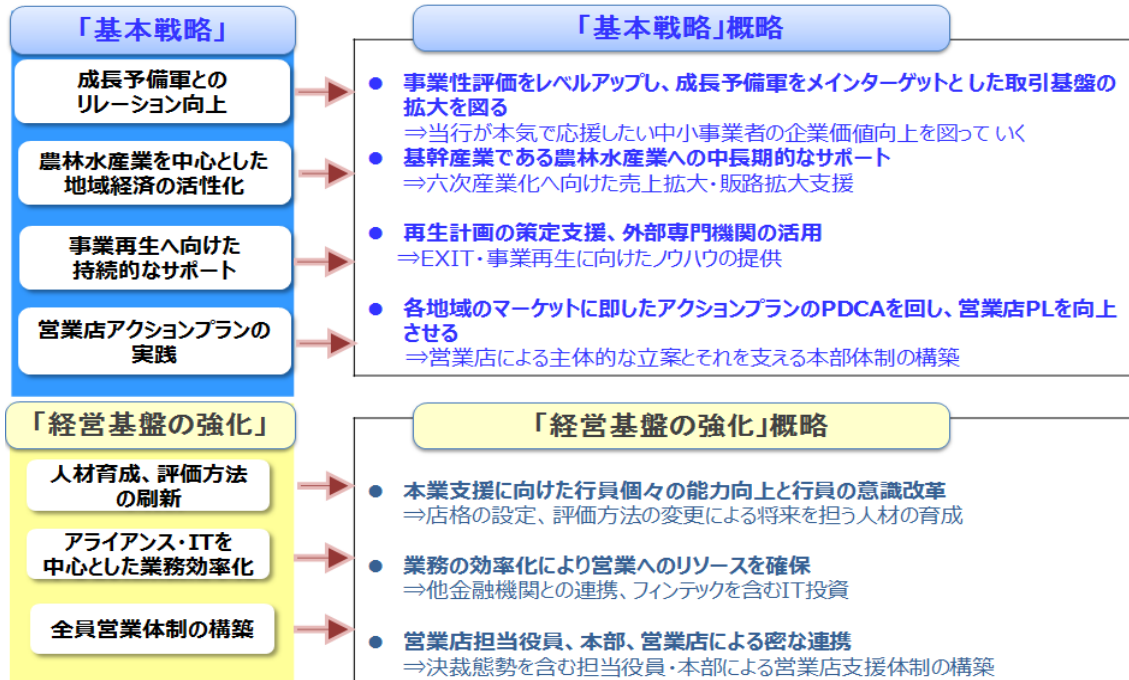 「基本戦略」
「基本戦略」概略
成長予備軍との
リレーション向上
● 事業性評価をレベルアップし、成長予備軍をメインターゲットとした取引基盤の
拡大を図る
⇒当行が本気で応援したい中小事業者の企業価値向上を図って いく
農林水産業を中心とした
地域経済の活性化
● 基幹産業である農林水産業への中長期的なサポート
⇒六次産業化へ向けた売上拡大・販路拡大支援
事業再生へ向けた
持続的なサポート
● 再生計画の策定支援、外部専門機関の活用
⇒EXIT・事業再生に向けたノウハウの提供
営業店アクションプランの
実践
● 各地域のマーケットに即したアクションプランのPDCAを回し、営業店PLを向上
させる
⇒営業店による主体的な立案とそれを支える本部体制の構築
「経営基盤の強化」
「経営基盤の強化」概略
人材育成、評価方法
の刷新
● 本業支援に向けた行員個々の能力向上と行員の意識改革
⇒店格の設定、評価方法の変更による将来を担う人材の育成
アライアンス・ITを
中心とした業務効率化
● 業務の効率化により営業へのリソースを確保
⇒他金融機関との連携、フィンテックを含むIT投資
全員営業体制の構築
● 営業店担当役員、本部、営業店による密な連携
⇒決裁態勢を含む担当役員・本部による営業店支援体制の構築